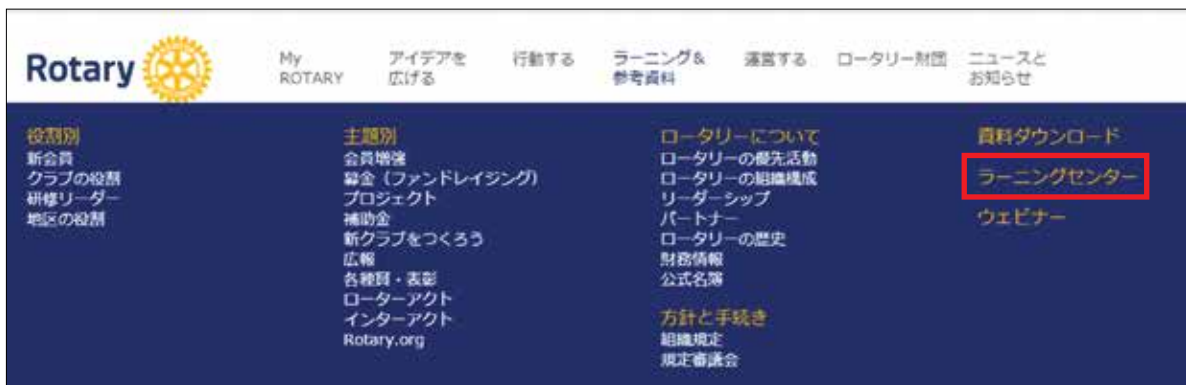 Rotary
My ROTARY
アイデアを広げる
行動する
ラーニング&参考資料
運営する
ロータリー財団
ニュースとお知らせ
役割別
新会員
クラブの役割
研修リーダー
地区の役割
主題別
会員増強
募金（ファンドレイジング）
プロジェクト
補助金
新クラブをつくろう
広報
各種賞・表彰
ローターアクト
インターアクト
Rotary.org
ロータリーについて
ロータリーの優先活動
ロータリーの組織構成
リーダーシップ
パートナー
ロータリーの歴史
財務情報
公式名簿
方針と手続き
組織規定
規定審議会
資料ダウンロード
ラーニングセンター
ウェビナー